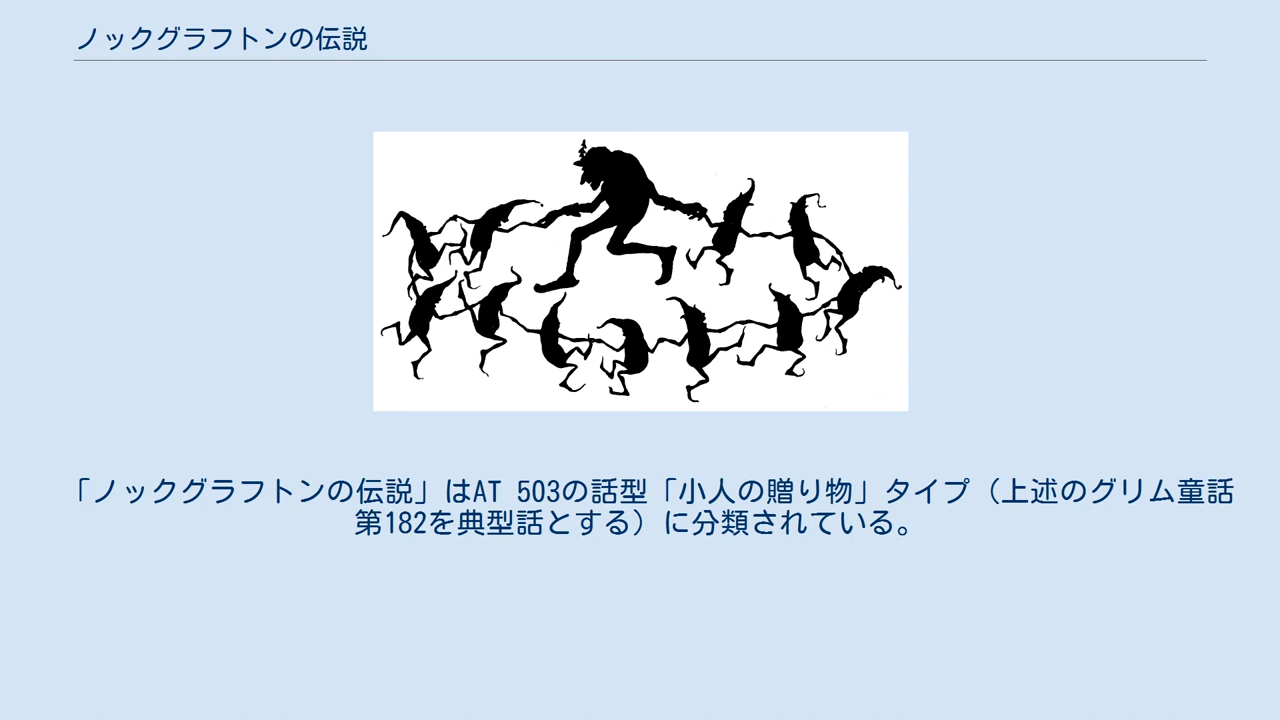 ノックグラフトンの伝説
「ノックグラフトンの伝説」はAT 503の話型「小人の贈り物」タイプ（上述のグリム童話
第182を典型話とする）に分類されている。